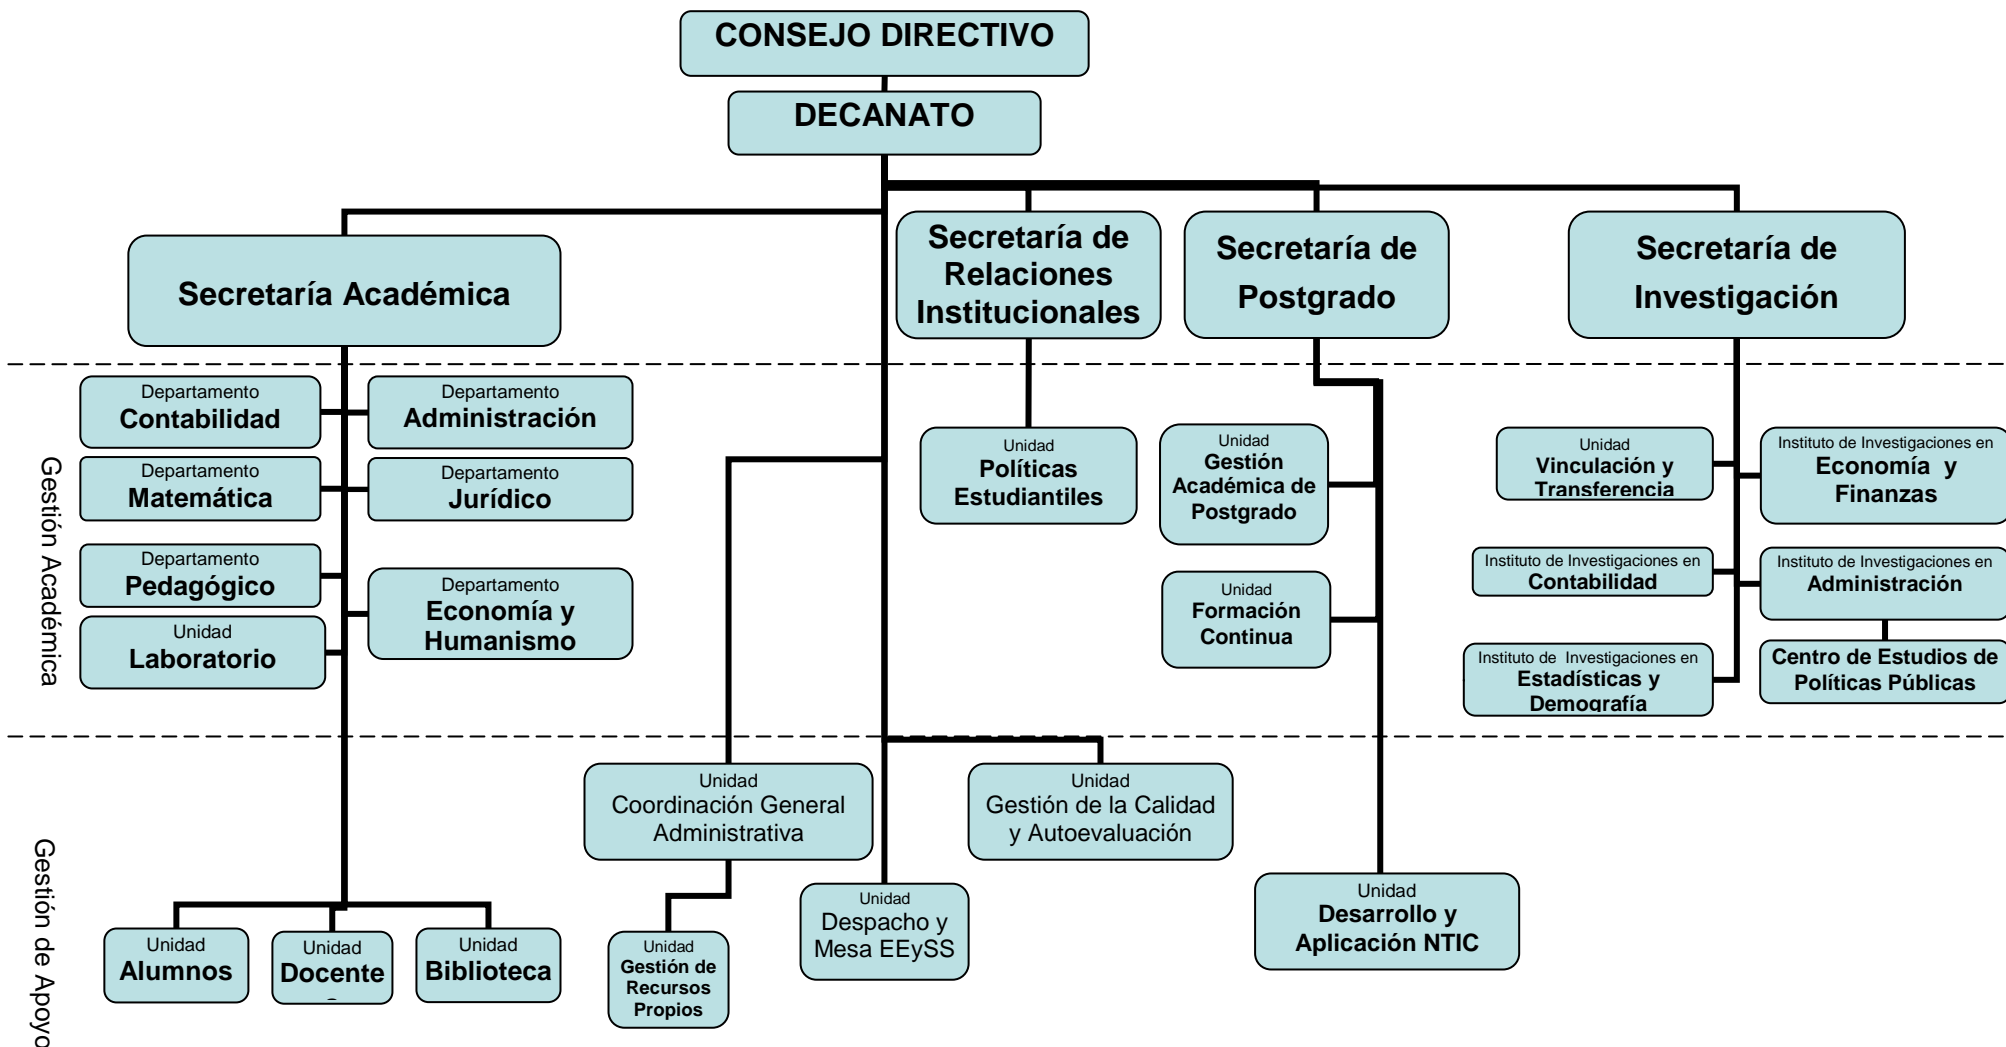 CONSEJO DIRECTIVO
DECANATO
Secretaría Académica
Secretaría de
Relaciones
Institucionales
Secretaría de
Postgrado
Secretaría de
Investigación
Gestión Académica
Departamento
Contabilidad
Departamento
Administración
Departamento
Matemática
Departamento
Jurídico
Departamento
Pedagógico
Departamento
Economía y
Humanismo
Unidad
Laboratorio
Unidad
Políticas
Estudiantiles
Unidad
Gestión
Académica de
Postgrado
Unidad
Formación
Continua
Unidad
Vinculación y
Transferencia
Instituto de Investigaciones en
Economía y
Finanzas
Instituto de Investigaciones en
Contabilidad
Instituto de Investigaciones en
Administración
Instituto de Investigaciones en
Estadísticas y
Demografía
Centro de Estudios de
Políticas Públicas
Gestión de Apoyo
Unidad
Coordinación General
Administrativa
Unidad
Gestión de la Calidad
y Autoevaluación
Unidad
Alumnos
Unidad
Docente
Unidad
Biblioteca
Unidad
Gestión de
Recursos
Propios
Unidad
Despacho y
Mesa EEySS
Unidad
Desarrollo y
Aplicación NTIC